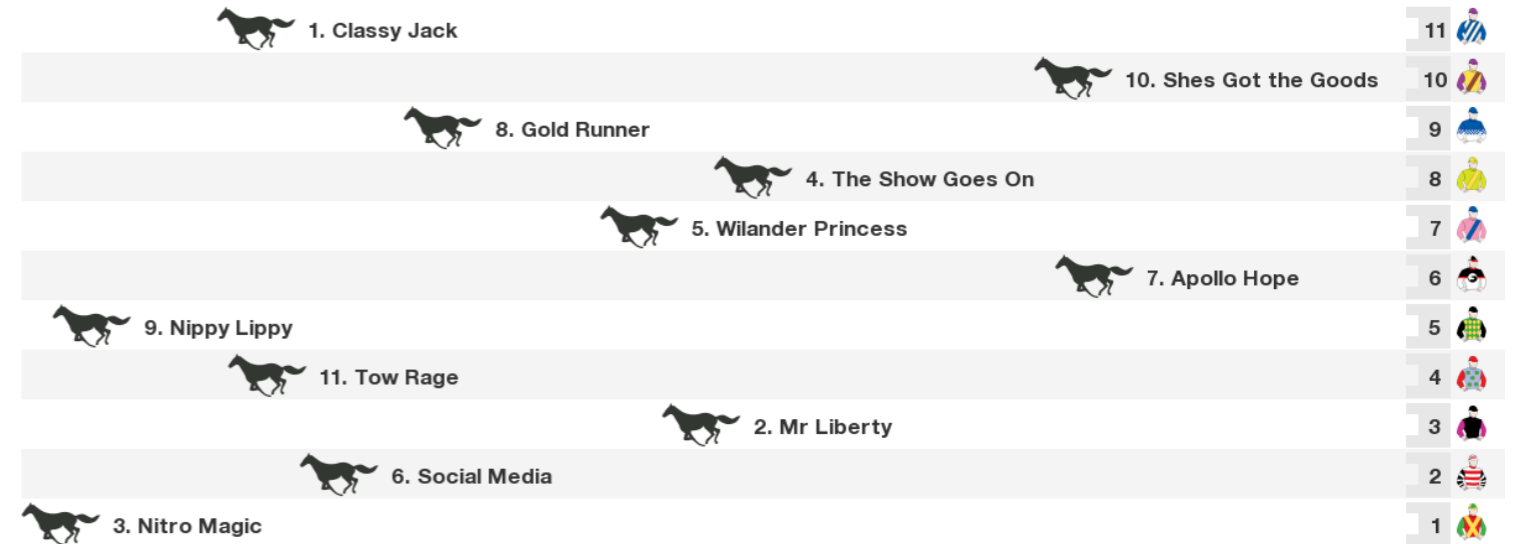 1. Classy Jack 11
10. Shes Got the Goods 10
8. Gold Runner 9
4. The Show Goes On 8
5. Wilander Princess 7
7. Apollo Hope 6
9. Nippy Lippy 5
11. Tow Rage 4
2. Mr Liberty 3
6. Social Media 2
3. Nitro Magic 1